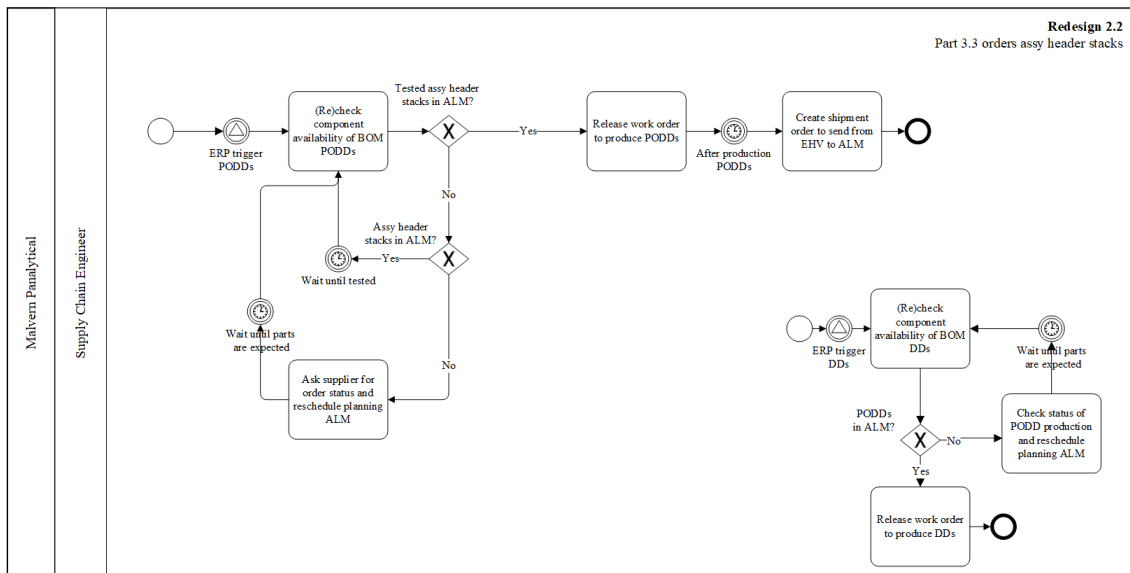 Redesign 2.2
Part 3.3 orders assy header stacks
Malvern Panalytical
Supply Chain Engineer
ERP trigger
PODDs
(Re)check
component
availability of BOM
PODDs
Tested assy header
stacks in ALM?
X
Yes
Release work order
to produce PODDs
After production
PODDs
Create shipment
order to send from
EHV to ALM
No
Assy header
stacks in ALM?
X
Yes
Wait until tested
Wait until parts
are expected
No
Ask supplier for
order status and
reschedule planning
ALM
ERP trigger
DDs
(Re)check
component
availability of BOM
DDs
Wait until parts
are expected
PODDs
in ALM?
X
No
Check status of
PODD production
and reschedule
planning ALM
Yes
Release work order
to produce DDs